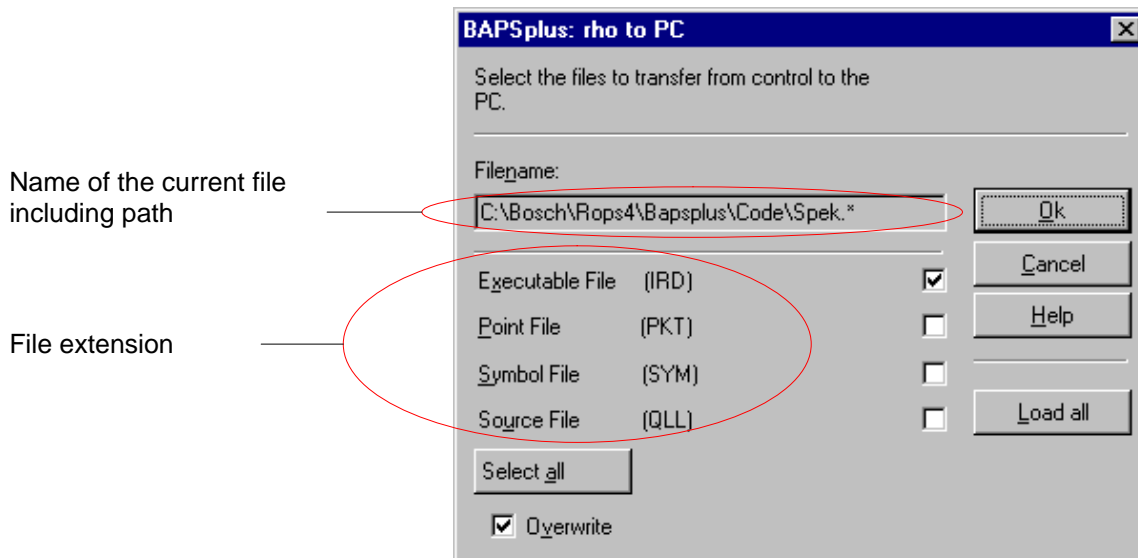 BAPSplus: rho to PC
Select the files to transfer from control to the
PC.
Name of the current file
including path
Filename:
C:\Bosch\Rops4\Bapsplus\Code\Spek.*
Ok
Cancel
Help
File extension
Executable File (IRD)
Point File (PKT)
Symbol File (SYM)
Source File (QLL)
Load all
Select all
Overwrite